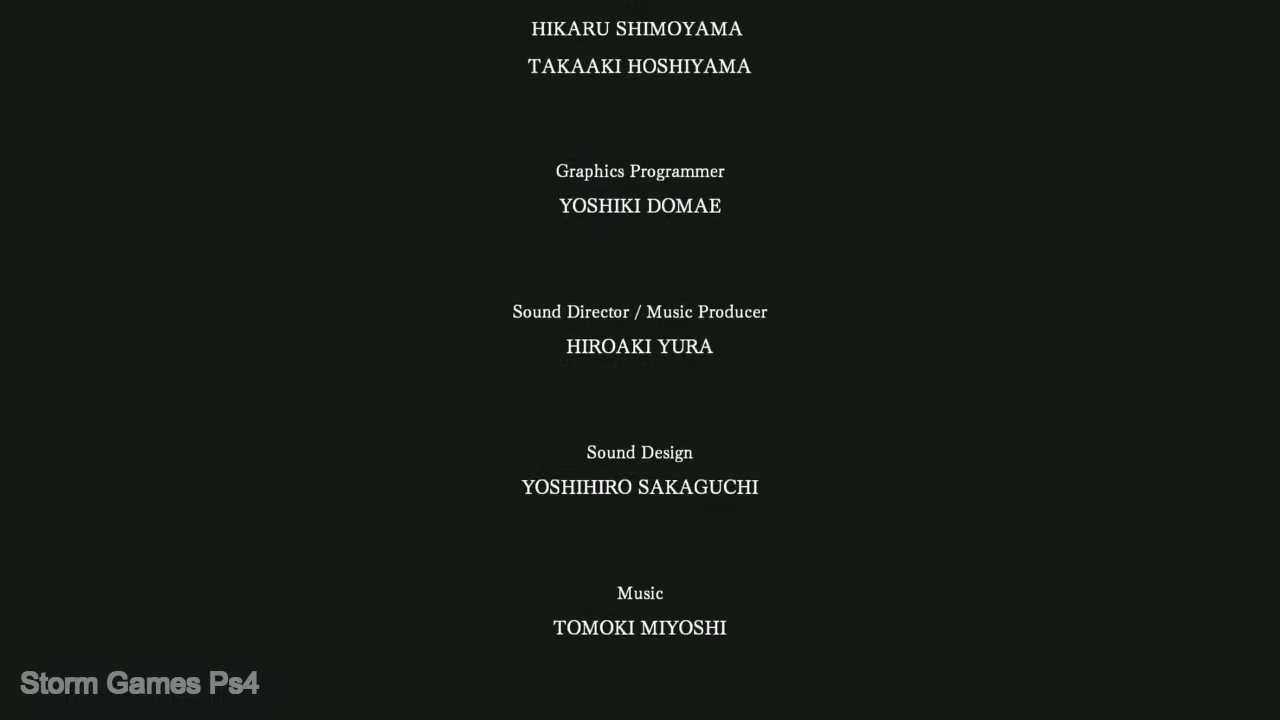 HIKARU SHIMOYAMA
TAKAAKI HOSHIYAMA
Graphics Programmer
YOSHIKI DOMAE
Sound Director / Music Producer
HIROAKI YURA
Sound Design
YOSHIHIRO SAKAGUCHI
Music
TOMOKI MIYOSHI
Storm Games Ps4